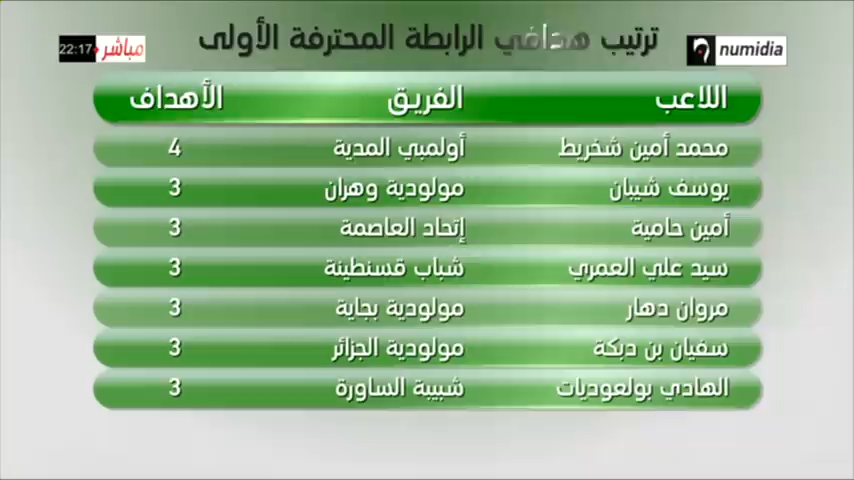 22:17 مباشر
ترتيب هدافي الرابطة المحترفة الأولى
numidia
اللاعب الفريق الأهداف
محمد أمين شخريط أولمبي المدية 4
يوسف شيبان مولودية وهران 3
أمين حامية إتحاد العاصمة 3
سيد علي العمري شباب قسنطينة 3
مروان دهار مولودية بجاية 3
سفيان بن دبكة مولودية الجزائر 3
الهادي بولعوديات شبيبة الساورة 3